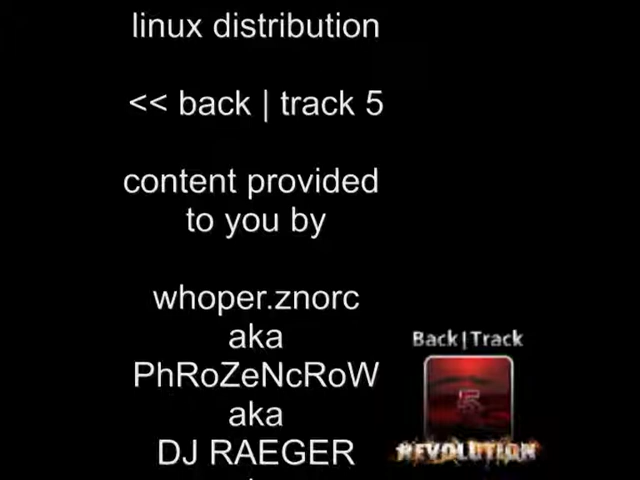 linux distribution
<< back | track 5
content provided
to you by
whoper.znorc
aka
PhRoZeNcRoW
aka
DJ RAEGER
Back|Track
5
REVOLUTION